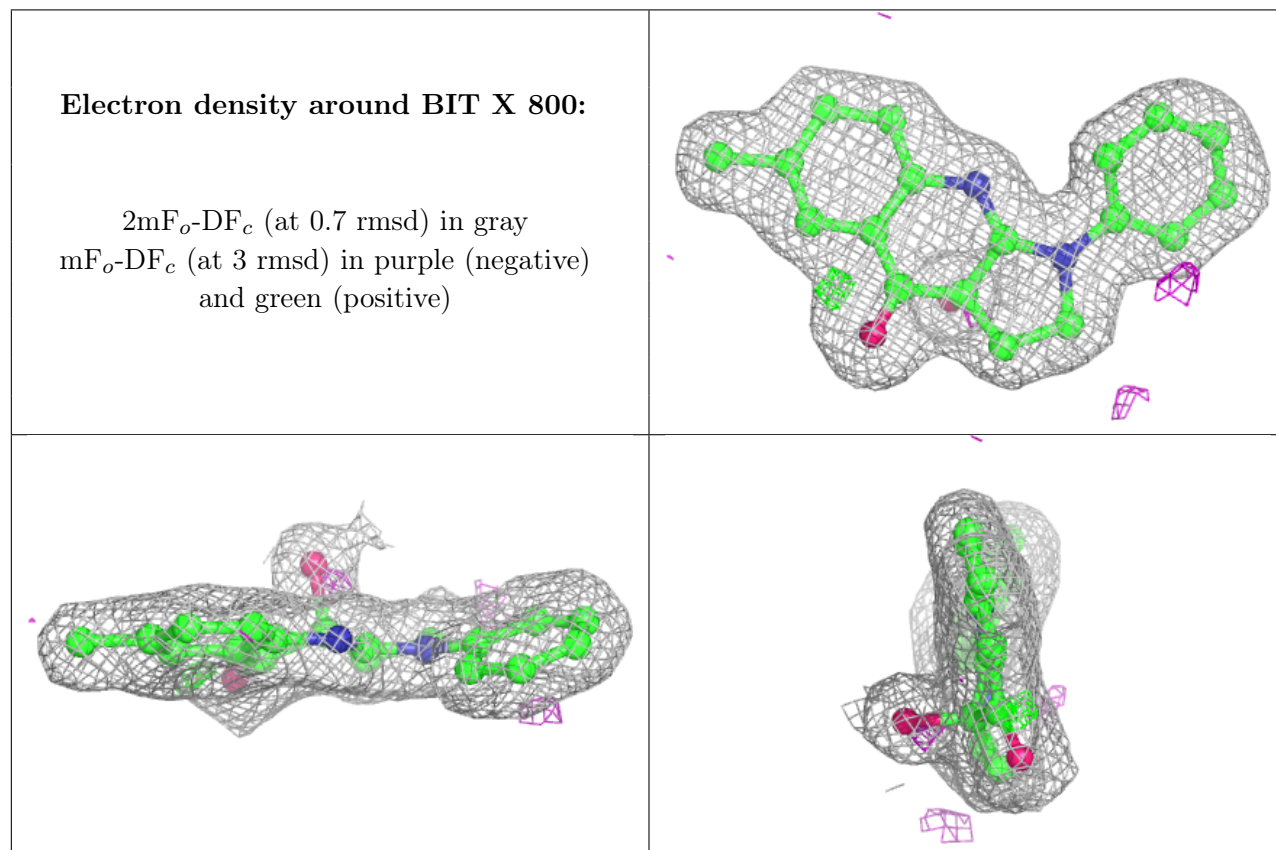 Electron density around BIT X 800:
2mFo-DFc (at 0.7 rmsd) in gray
mFo-DFc (at 3 rmsd) in purple (negative)
and green (positive)